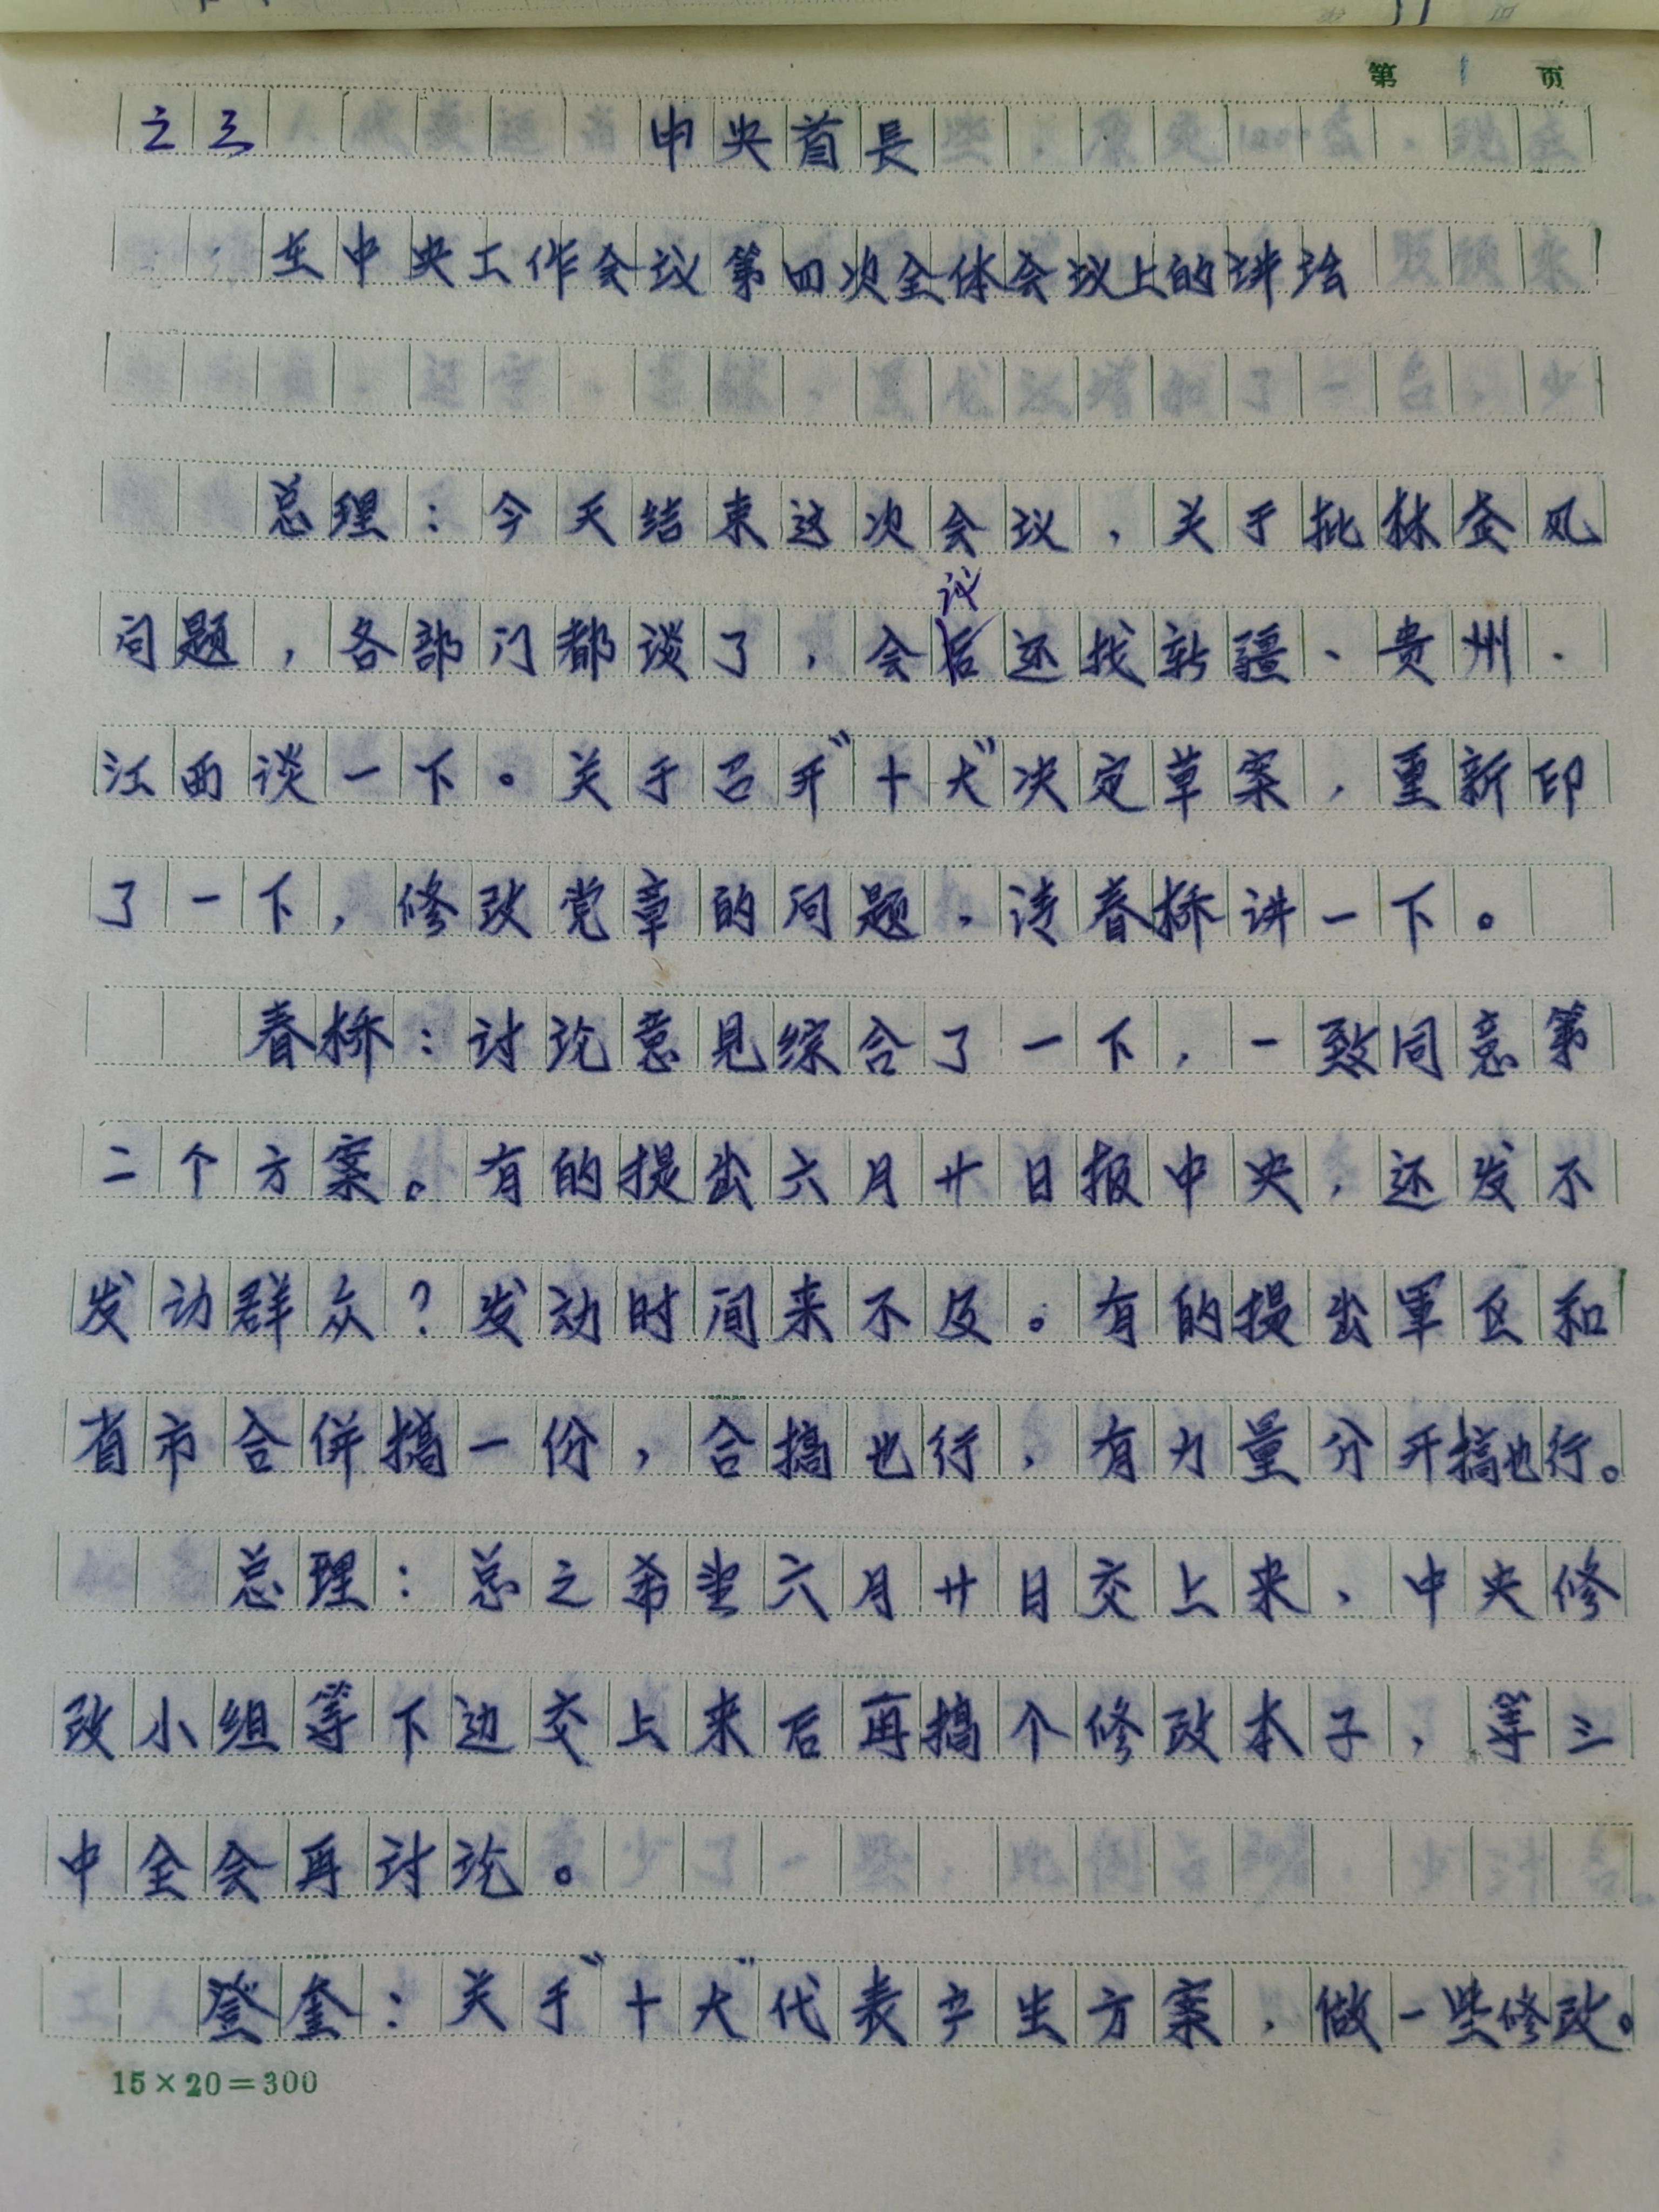 第 1 页
之三 中央首長
在中央工作会议第四次全体会议上的讲话
总理：今天结束这次会议，关于批林整风
问题，各部门都谈了，会议还找新疆、贵州、
江西谈一下。关于召开"十大"决定草案，重新印
了一下，修改党章的问题，请春桥讲一下。
春桥：讨论意见综合了一下，一致同意第
二个方案。有的提出六月廿日报中央，还发不
发动群众？发动时间来不及。有的提出军区和
省市合併搞一份，合搞也行，有力量分开搞也行。
总理：总之希望六月廿日交上来，中央修
改小组等下边交上来后再搞个修改本子，等三
中全会再讨论。
登奎：关于"十大"代表产生方案，做一些修改。
15×20=300